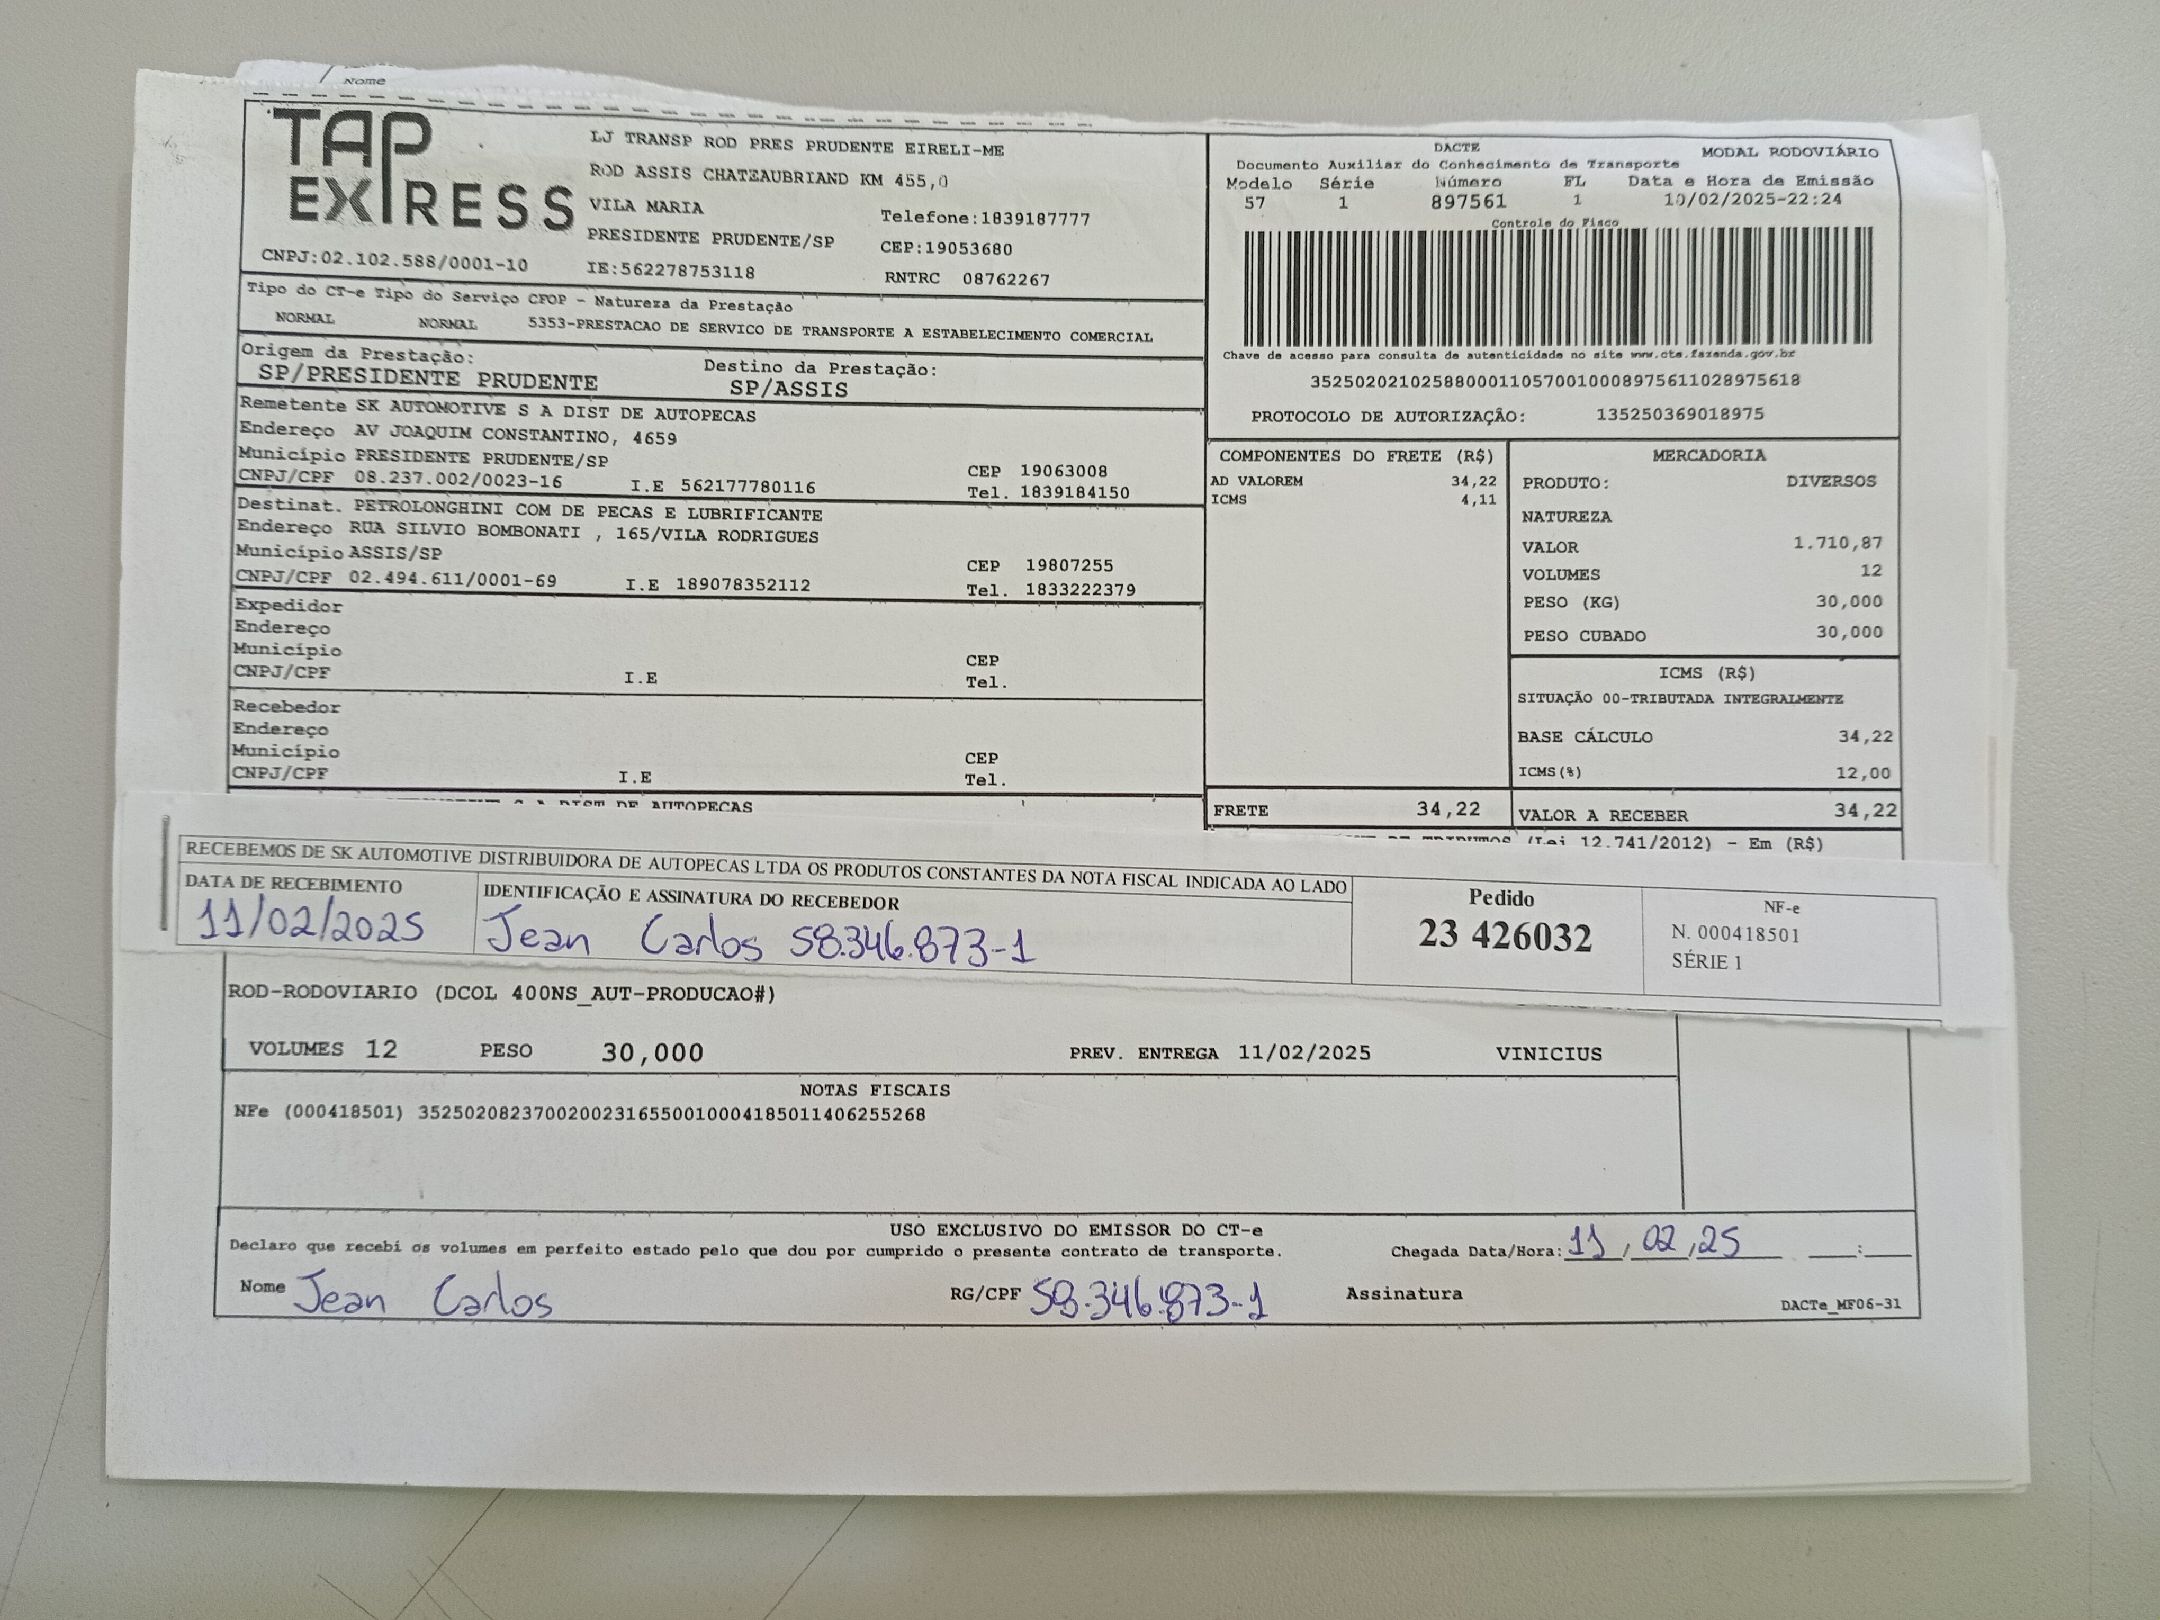 Nome
TAP EXPRESS
LJ TRANSP ROD PRES PRUDENTE EIRELI-ME
ROD ASSIS CHATEAUBRIAND KM 455,0
VILA MARIA Telefone:1839187777
PRESIDENTE PRUDENTE/SP CEP:19053680
CNPJ:02.102.588/0001-10 IE:562278753118 RNTRC 08762267
Tipo do CT-e Tipo do Serviço CFOP - Natureza da Prestação
NORMAL NORMAL 5353-PRESTACAO DE SERVICO DE TRANSPORTE A ESTABELECIMENTO COMERCIAL
Origem da Prestação: Destino da Prestação:
SP/PRESIDENTE PRUDENTE SP/ASSIS
Remetente SK AUTOMOTIVE S A DIST DE AUTOPECAS
Endereço AV JOAQUIM CONSTANTINO, 4659
Município PRESIDENTE PRUDENTE/SP CEP 19063008
CNPJ/CPF 08.237.002/0023-16 I.E 562177780116 Tel. 1839184150
Destinat. PETROLONGHINI COM DE PECAS E LUBRIFICANTE
Endereço RUA SILVIO BOMBONATI , 165/VILA RODRIGUES
Município ASSIS/SP CEP 19807255
CNPJ/CPF 02.494.611/0001-69 I.E 189078352112 Tel. 1833222379
Expedidor
Endereço
Município CEP
CNPJ/CPF I.E Tel.
Recebedor
Endereço
Município CEP
CNPJ/CPF I.E Tel.
DIST DE AUTOPECAS
DACTE MODAL RODOVIÁRIO
Documento Auxiliar do Conhecimento de Transporte
Modelo Série Número FL Data e Hora de Emissão
57 1 897561 1 10/02/2025-22:24
Controle do Fisco
Chave de acesso para consulta de autenticidade no site www.cte.fazenda.gov.br
35250202102588000110570010008975611028975618
PROTOCOLO DE AUTORIZAÇÃO: 135250369018975
COMPONENTES DO FRETE (R$)
AD VALOREM 34,22
ICMS 4,11
FRETE 34,22
MERCADORIA
PRODUTO: DIVERSOS
NATUREZA
VALOR 1.710,87
VOLUMES 12
PESO (KG) 30,000
PESO CUBADO 30,000
ICMS (R$)
SITUAÇÃO 00-TRIBUTADA INTEGRALMENTE
BASE CÁLCULO 34,22
ICMS(%) 12,00
VALOR A RECEBER 34,22
DE TRIBUTOS (Lei 12.741/2012) - Em (R$)
RECEBEMOS DE SK AUTOMOTIVE DISTRIBUIDORA DE AUTOPECAS LTDA OS PRODUTOS CONSTANTES DA NOTA FISCAL INDICADA AO LADO
DATA DE RECEBIMENTO IDENTIFICAÇÃO E ASSINATURA DO RECEBEDOR
11/02/2025 Jean Carlos 58.346.873-1
Pedido
23 426032
NF-e
N. 000418501
SÉRIE 1
ROD-RODOVIARIO (DCOL 400NS_AUT-PRODUCAO#)
VOLUMES 12 PESO 30,000 PREV. ENTREGA 11/02/2025 VINICIUS
NOTAS FISCAIS
NFe (000418501) 35250208237002002316550010004185011406255268
USO EXCLUSIVO DO EMISSOR DO CT-e
Declaro que recebi os volumes em perfeito estado pelo que dou por cumprido o presente contrato de transporte. Chegada Data/Hora: 11,02,25 :
Nome Jean Carlos RG/CPF 58.346.873-1 Assinatura
DACTe_MF06-31